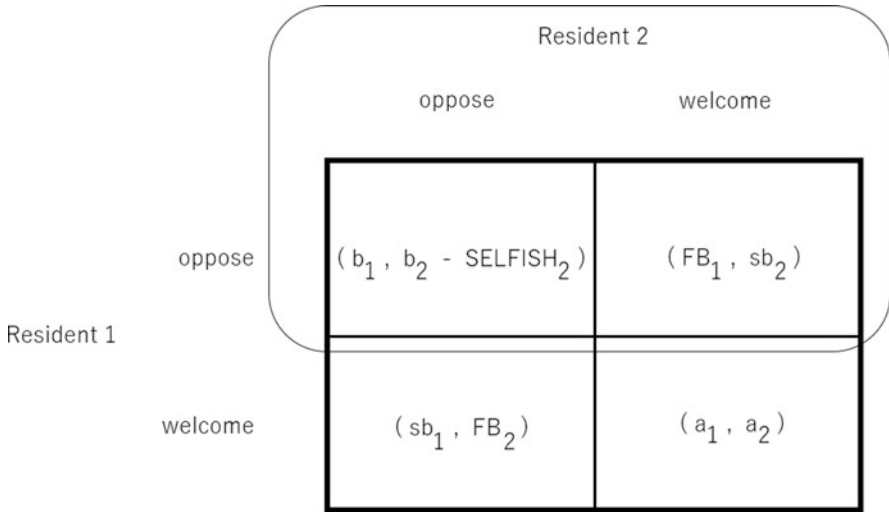 Resident 2
oppose welcome
oppose (b1, b2 - SELFISH2) (FB1, sb2)
Resident 1
welcome (sb1, FB2) (a1, a2)